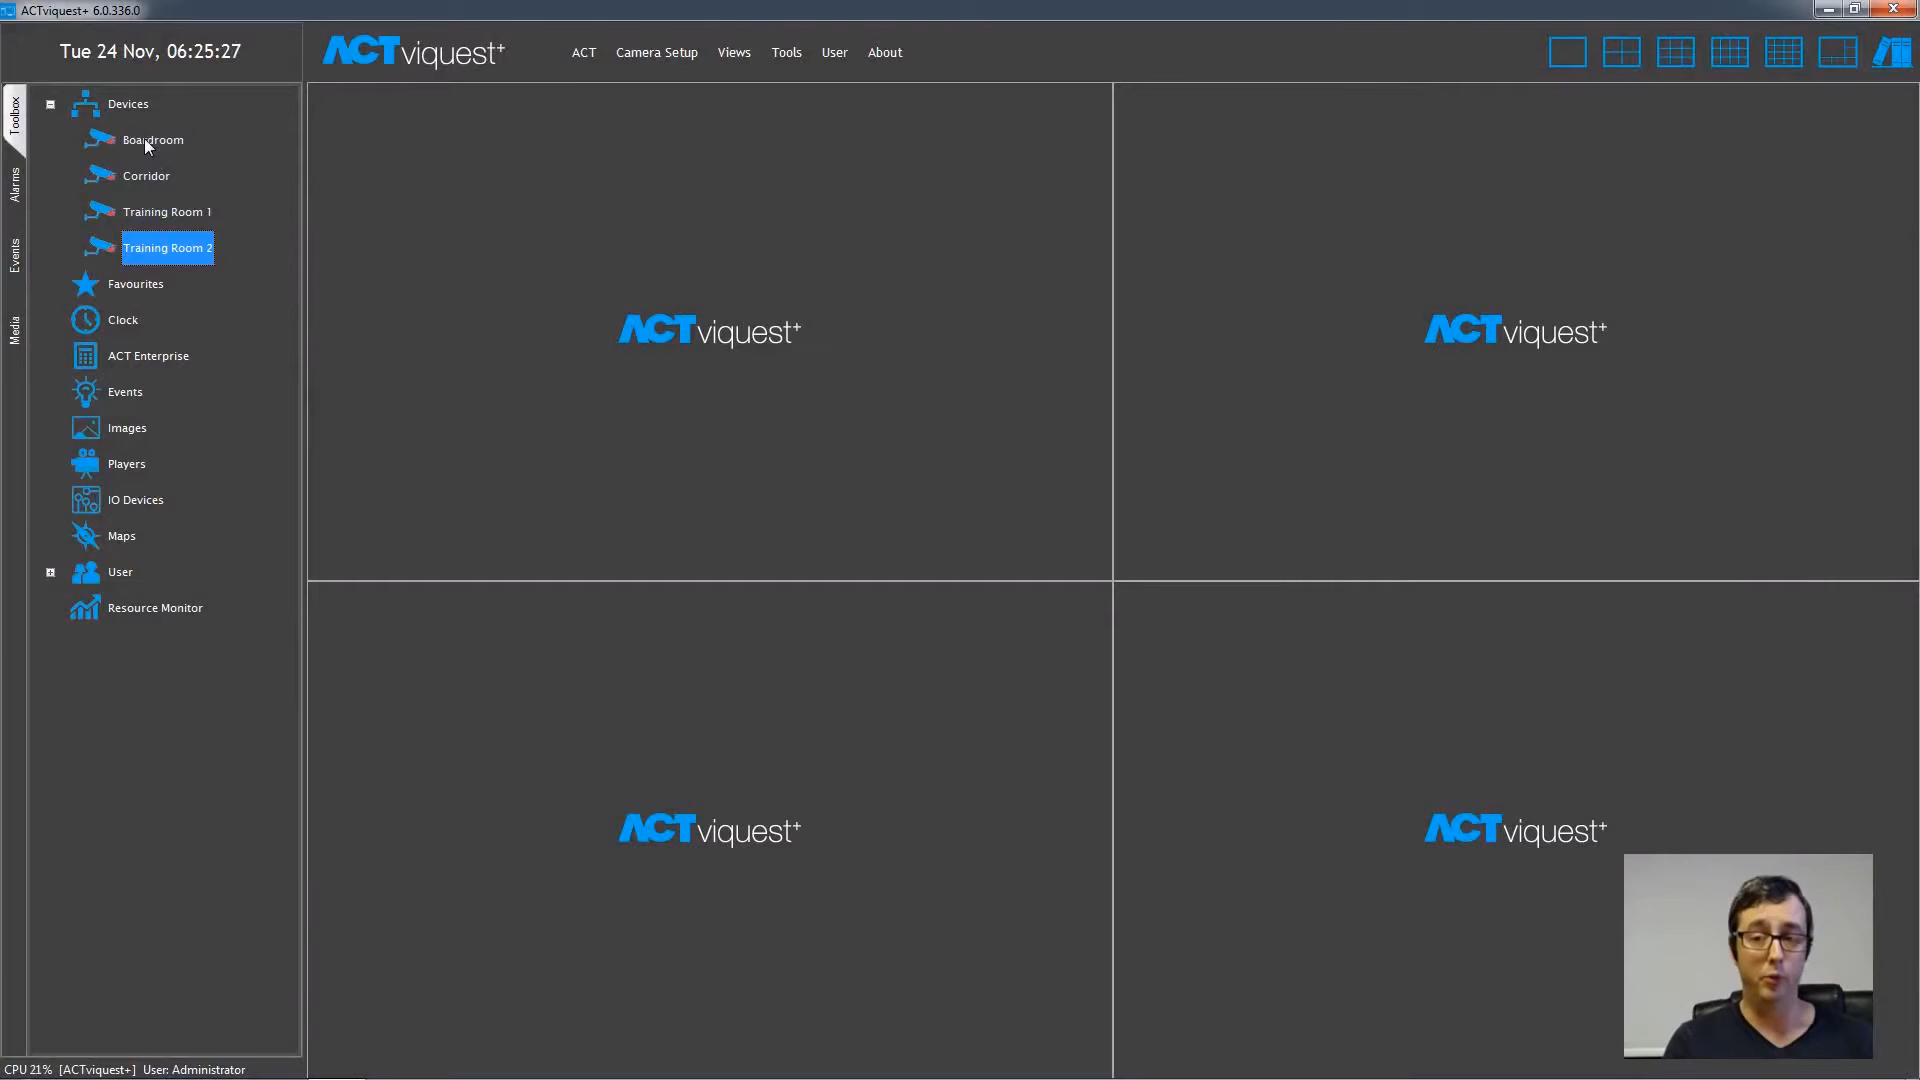 ACTviquest+ 6.0.336.0
Tue 24 Nov, 06:25:27
ACTviquest+
ACT Camera Setup Views Tools User About
Toolbox
Alarms
Events
Media
Devices
Boardroom
Corridor
Training Room 1
Training Room 2
Favourites
Clock
ACT Enterprise
Events
Images
Players
IO Devices
Maps
User
Resource Monitor
ACTviquest+
ACTviquest+
ACTviquest+
ACTviquest+
CPU 21% [ACTviquest+] User: Administrator